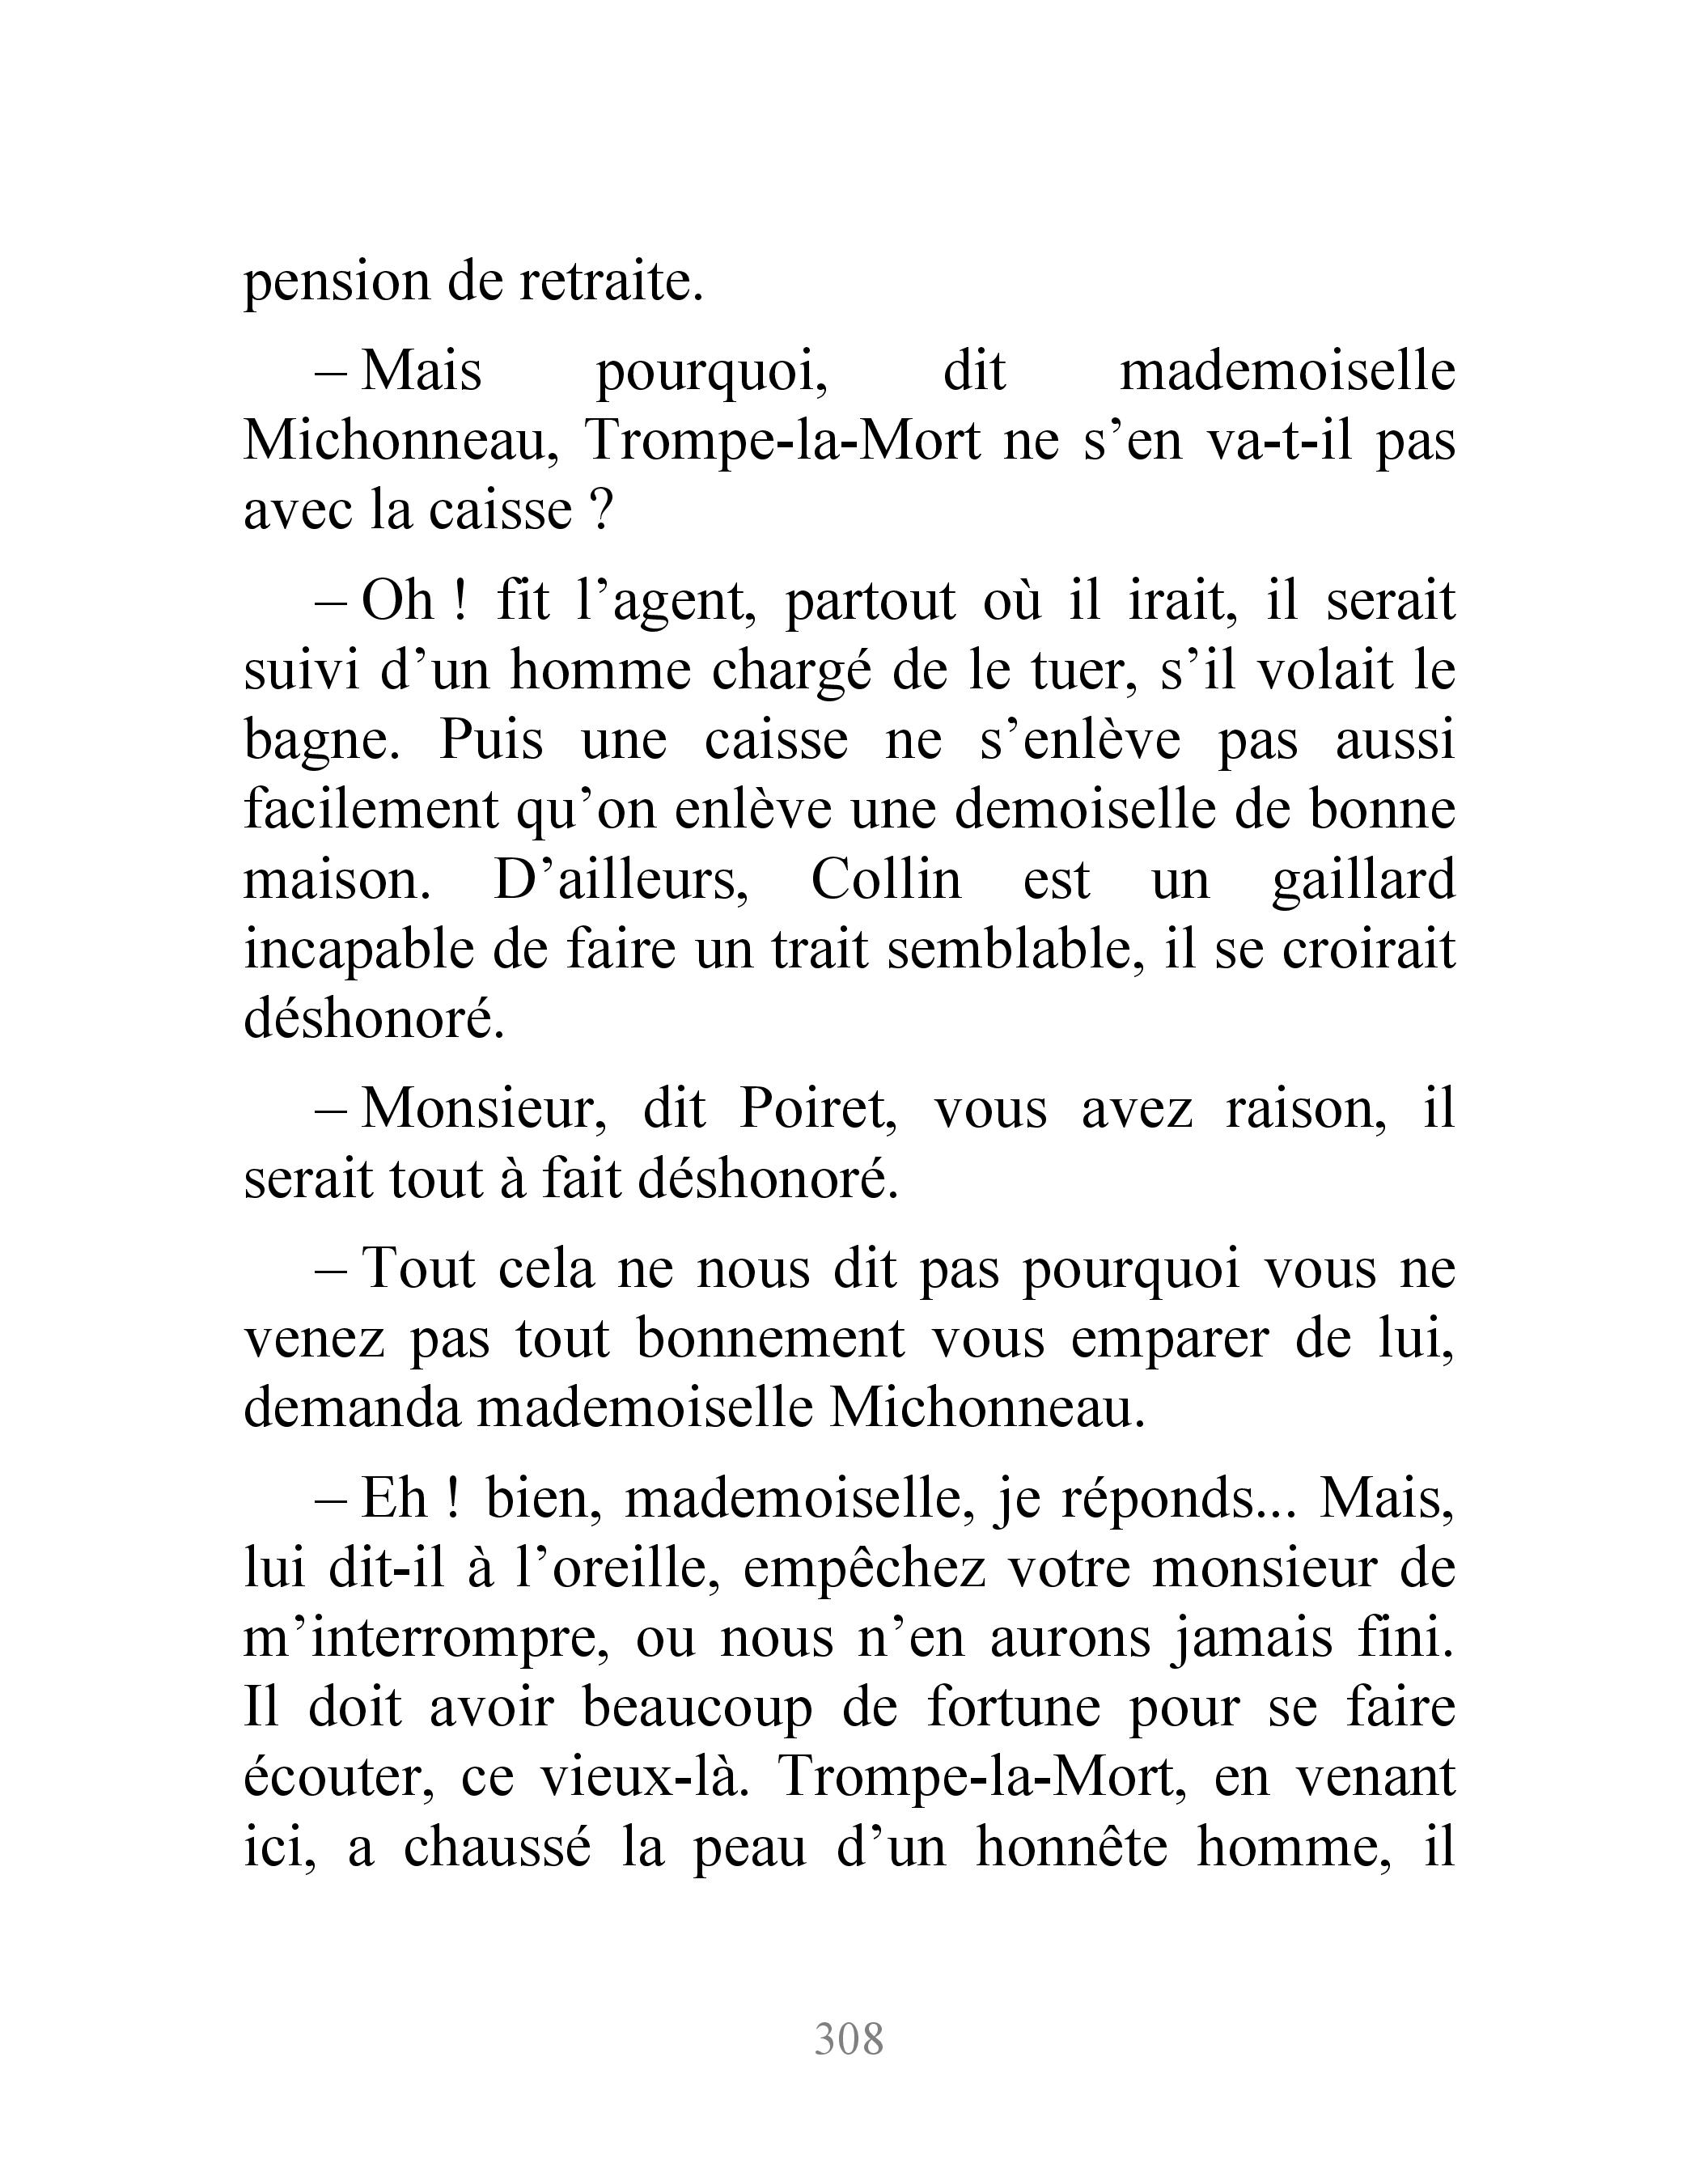 pension de retraite.
– Mais pourquoi, dit mademoiselle
Michonneau, Trompe-la-Mort ne s’en va-t-il pas
avec la caisse ?
– Oh ! fit l’agent, partout où il irait, il serait
suivi d’un homme chargé de le tuer, s’il volait le
bagne. Puis une caisse ne s’enlève pas aussi
facilement qu’on enlève une demoiselle de bonne
maison. D’ailleurs, Collin est un gaillard
incapable de faire un trait semblable, il se croirait
déshonoré.
– Monsieur, dit Poiret, vous avez raison, il
serait tout à fait déshonoré.
– Tout cela ne nous dit pas pourquoi vous ne
venez pas tout bonnement vous emparer de lui,
demanda mademoiselle Michonneau.
– Eh ! bien, mademoiselle, je réponds... Mais,
lui dit-il à l’oreille, empêchez votre monsieur de
m’interrompre, ou nous n’en aurons jamais fini.
Il doit avoir beaucoup de fortune pour se faire
écouter, ce vieux-là. Trompe-la-Mort, en venant
ici, a chaussé la peau d’un honnête homme, il
308